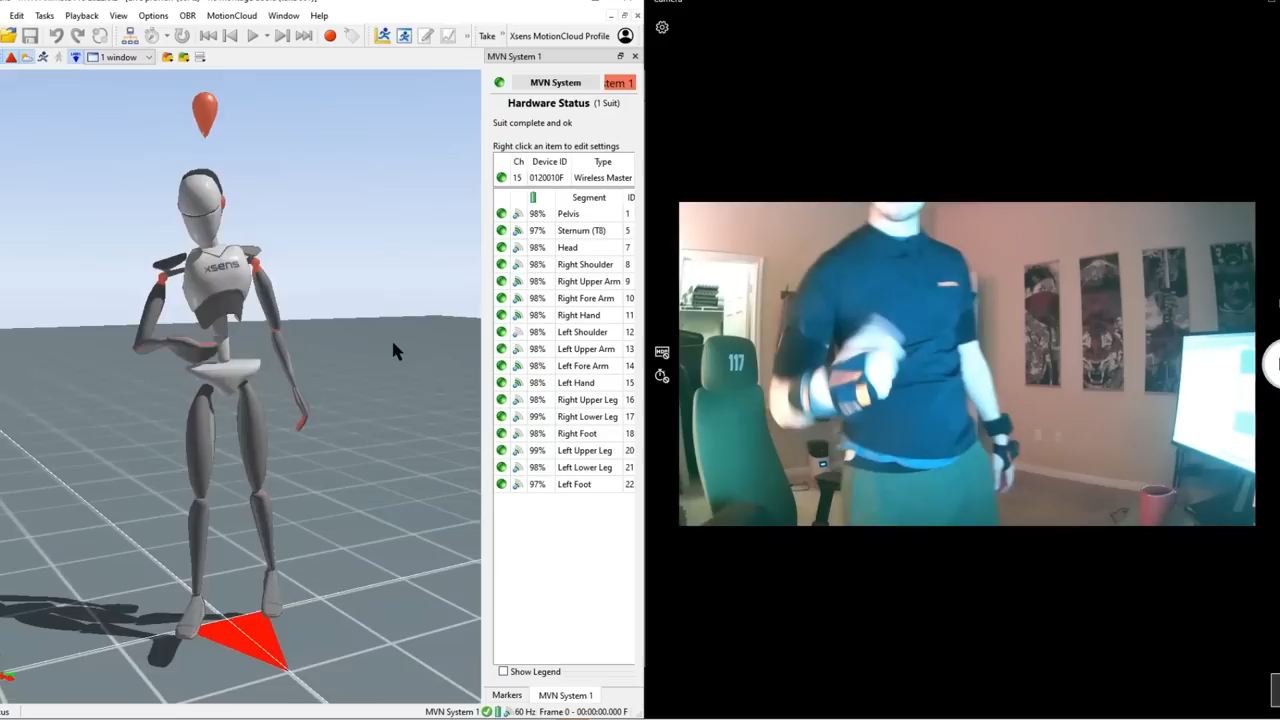 Edit Tasks Playback View Options OBR MotionCloud Window Help
Take Xsens MotionCloud Profile
1 window
MVN System 1
MVN System
tem 1
Hardware Status (1 Suit)
Suit complete and ok
Right click an item to edit settings
Ch Device ID Type
15 0120010F Wireless Master
Segment ID
98% Pelvis 1
97% Sternum (T8) 5
98% Head 7
98% Right Shoulder 8
98% Right Upper Arm 9
98% Right Fore Arm 10
98% Right Hand 11
98% Left Shoulder 12
98% Left Upper Arm 13
98% Left Fore Arm 14
98% Left Hand 15
98% Right Upper Leg 16
99% Right Lower Leg 17
98% Right Foot 18
99% Left Upper Leg 20
98% Left Lower Leg 21
97% Left Foot 22
Show Legend
Markers MVN System 1
MVN System 1 60 Hz Frame 0 - 00:00:00.000 F
xsens
117